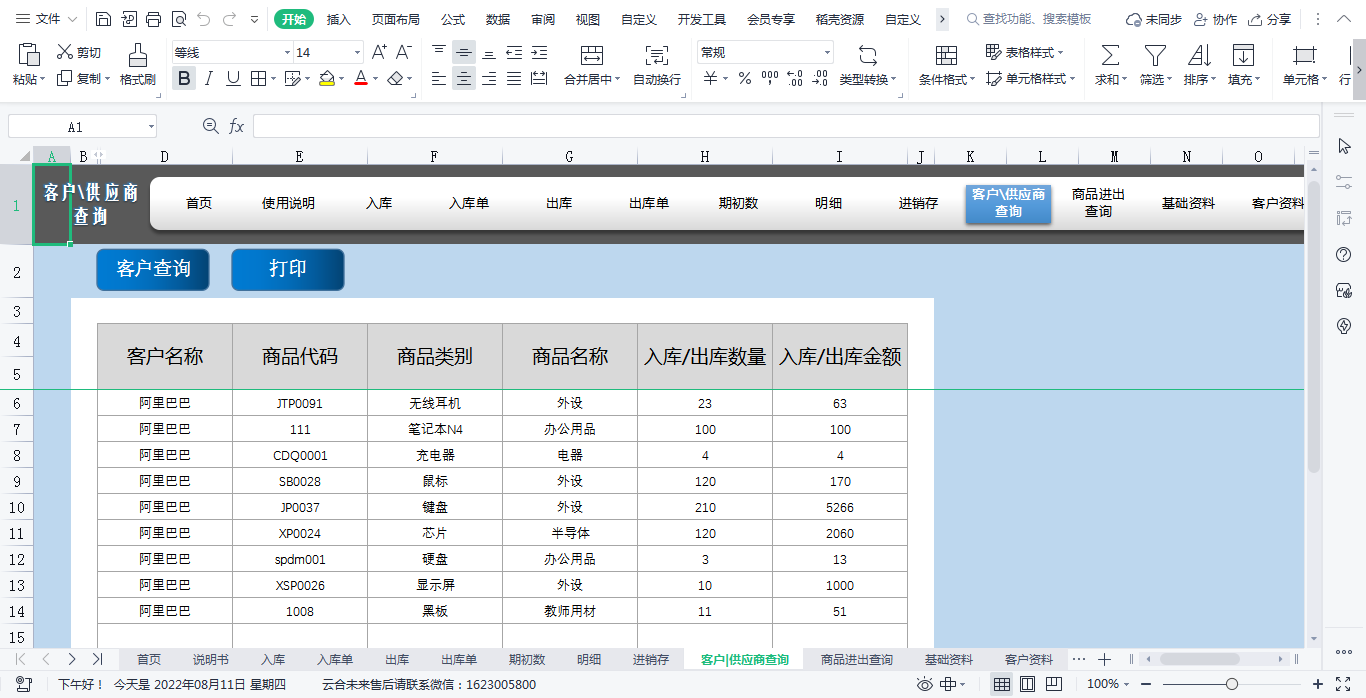 文件 开始 插入 页面布局 公式 数据 审阅 视图 自定义 开发工具 会员专享 稻壳资源 自定义 查找功能、搜索模板 未同步 协作 分享
剪切 等线 14 常规 表格样式
粘贴 复制 格式刷 合并居中 自动换行 类型转换 条件格式 单元格样式 求和 筛选 排序 填充 单元格 行
A1 fx
A B D E F G H I J K L M N O
1 客户\供应商
查询
首页 使用说明 入库 入库单 出库 出库单 期初数 明细 进销存 客户\供应商
查询 商品进出
查询 基础资料 客户资料
2 客户查询 打印
3
4 客户名称 商品代码 商品类别 商品名称 入库/出库数量 入库/出库金额
5
6 阿里巴巴 JTP0091 无线耳机 外设 23 63
7 阿里巴巴 111 笔记本N4 办公用品 100 100
8 阿里巴巴 CDQ0001 充电器 电器 4 4
9 阿里巴巴 SB0028 鼠标 外设 120 170
10 阿里巴巴 JP0037 键盘 外设 210 5266
11 阿里巴巴 XP0024 芯片 半导体 120 2060
12 阿里巴巴 spdm001 硬盘 办公用品 3 13
13 阿里巴巴 XSP0026 显示屏 外设 10 1000
14 阿里巴巴 1008 黑板 教师用材 11 51
15
首页 说明书 入库 入库单 出库 出库单 期初数 明细 进销存 客户|供应商查询 商品进出查询 基础资料 客户资料 ···
下午好！ 今天是 2022年08月11日 星期四 云合未来售后请联系微信：1623005800 100%